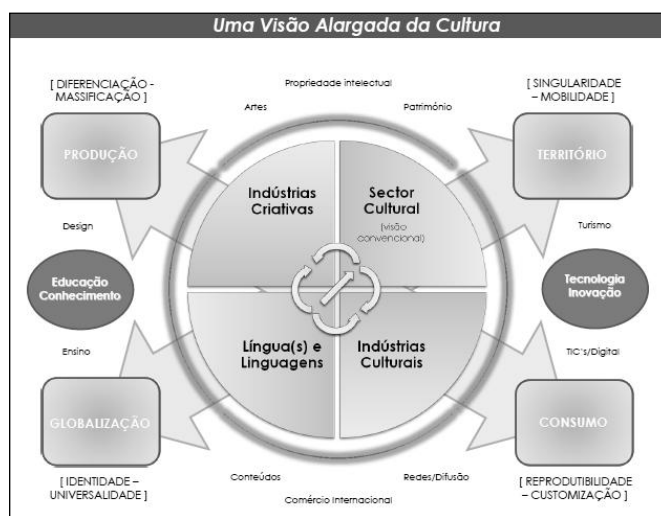 Uma Visão Alargada da Cultura
[ DIFERENCIAÇÃO -
MASSIFICAÇÃO ]
Propriedade intelectual
[ SINGULARIDADE
– MOBILIDADE ]
Artes
Património
PRODUÇÃO
TERRITÓRIO
Indústrias
Criativas
Sector
Cultural
(visão
convencional)
Design
Turismo
Educação
Conhecimento
Tecnologia
Inovação
Ensino
TIC's/Digital
Língua(s) e
Linguagens
Indústrias
Culturais
GLOBALIZAÇÃO
CONSUMO
Conteúdos
Redes/Difusão
[ IDENTIDADE –
UNIVERSALIDADE ]
Comércio Internacional
[ REPRODUTIBILIDADE
– CUSTOMIZAÇÃO ]